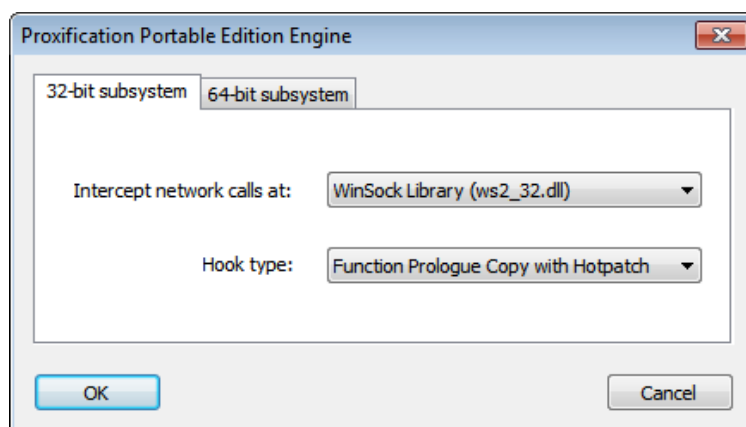 Proxification Portable Edition Engine
32-bit subsystem 64-bit subsystem
Intercept network calls at: WinSock Library (ws2_32.dll)
Hook type: Function Prologue Copy with Hotpatch
OK Cancel